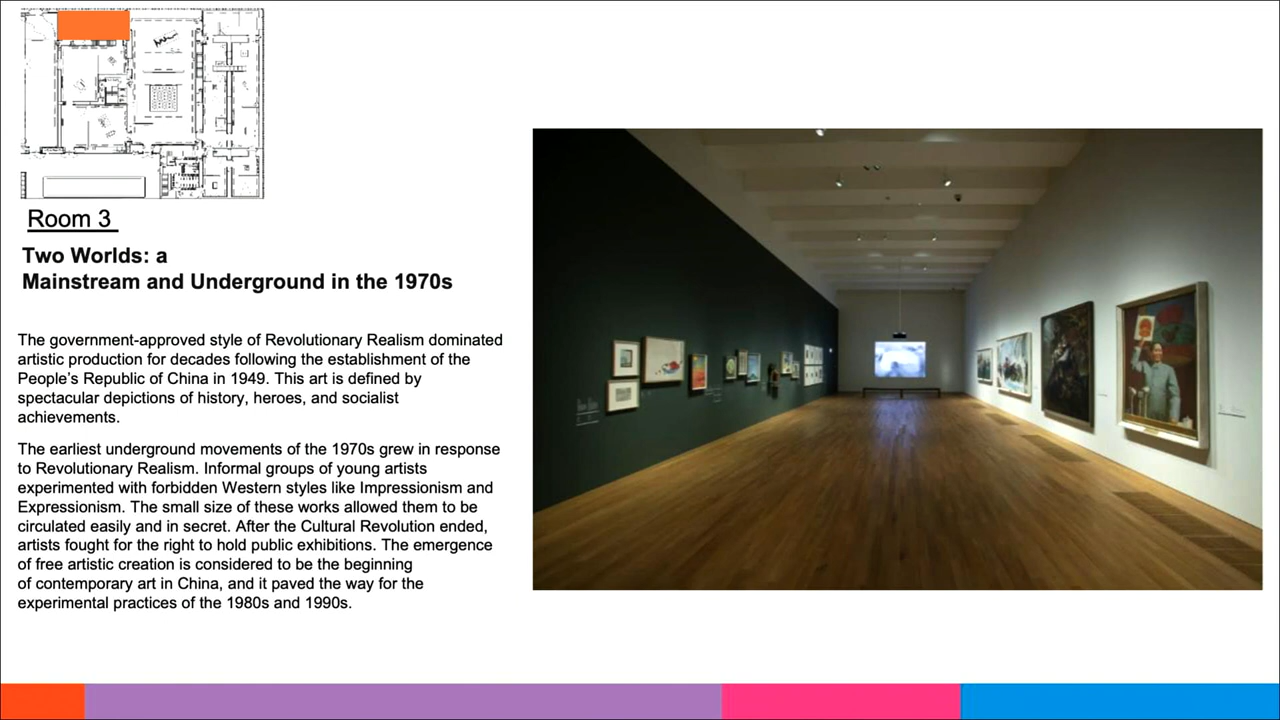 Room 3
Two Worlds: a
Mainstream and Underground in the 1970s
The government-approved style of Revolutionary Realism dominated
artistic production for decades following the establishment of the
People's Republic of China in 1949. This art is defined by
spectacular depictions of history, heroes, and socialist
achievements.
The earliest underground movements of the 1970s grew in response
to Revolutionary Realism. Informal groups of young artists
experimented with forbidden Western styles like Impressionism and
Expressionism. The small size of these works allowed them to be
circulated easily and in secret. After the Cultural Revolution ended,
artists fought for the right to hold public exhibitions. The emergence
of free artistic creation is considered to be the beginning
of contemporary art in China, and it paved the way for the
experimental practices of the 1980s and 1990s.